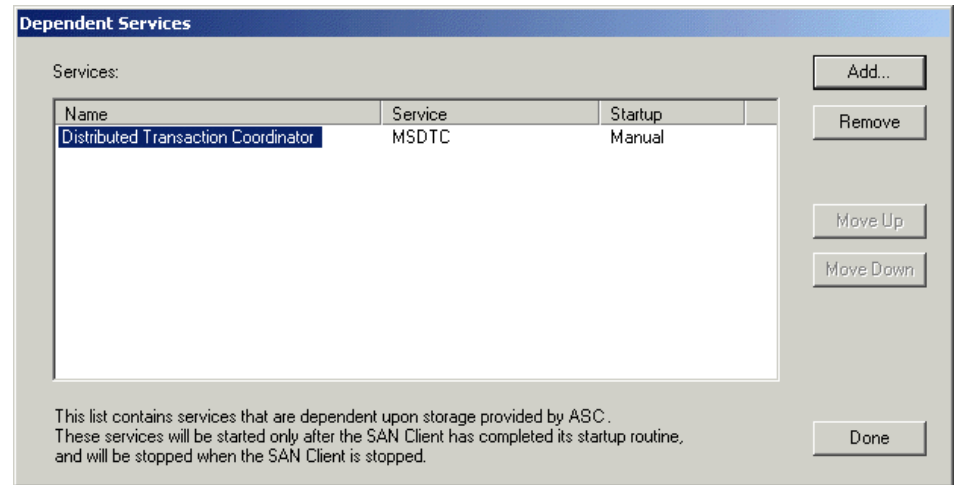 Dependent Services
Services:
Add...
Name Service Startup
Remove
Distributed Transaction Coordinator MSDTC Manual
Move Up
Move Down
This list contains services that are dependent upon storage provided by ASC.
These services will be started only after the SAN Client has completed its startup routine,
and will be stopped when the SAN Client is stopped.
Done